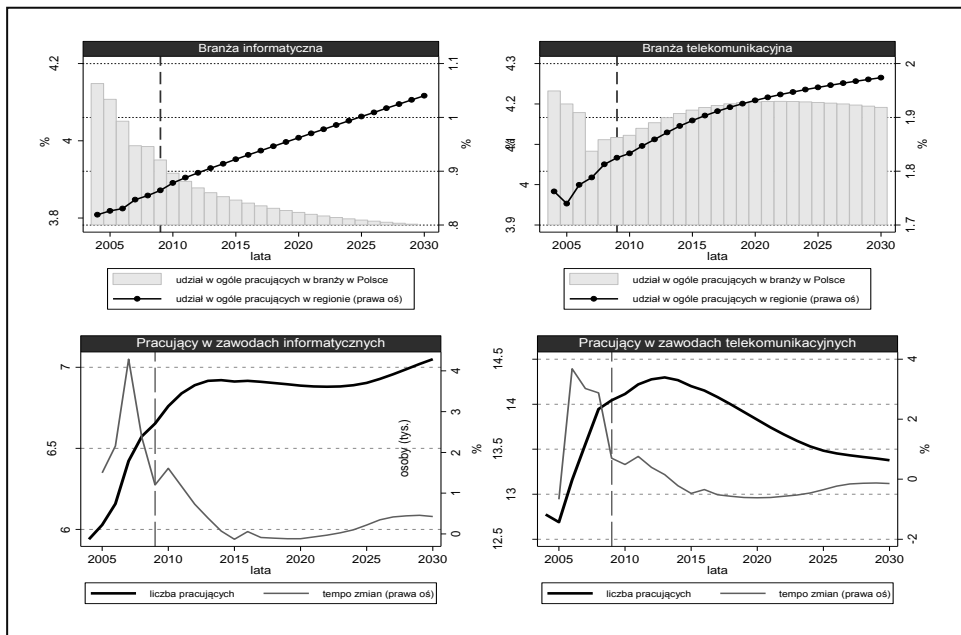 Branża informatyczna
4.2
4
3.8
%
1.1
1
.9
.8
%
2005 2010 2015 2020 2025 2030
lata
udział w ogóle pracujących w branży w Polsce
udział w ogóle pracujących w regionie (prawa oś)
Branża telekomunikacyjna
4.3
4.2
4.1
4
3.9
2
1.9
1.8
1.7
%
2005 2010 2015 2020 2025 2030
lata
udział w ogóle pracujących w branży w Polsce
udział w ogóle pracujących w regionie (prawa oś)
Pracujący w zawodach informatycznych
7
6.5
6
4
3
2
1
0
%
2005 2010 2015 2020 2025 2030
lata
liczba pracujących
tempo zmian (prawa oś)
Pracujący w zawodach telekomunikacyjnych
osoby (tys.)
14.5
14
13.5
13
12.5
4
2
0
-2
%
2005 2010 2015 2020 2025 2030
lata
liczba pracujących
tempo zmian (prawa oś)